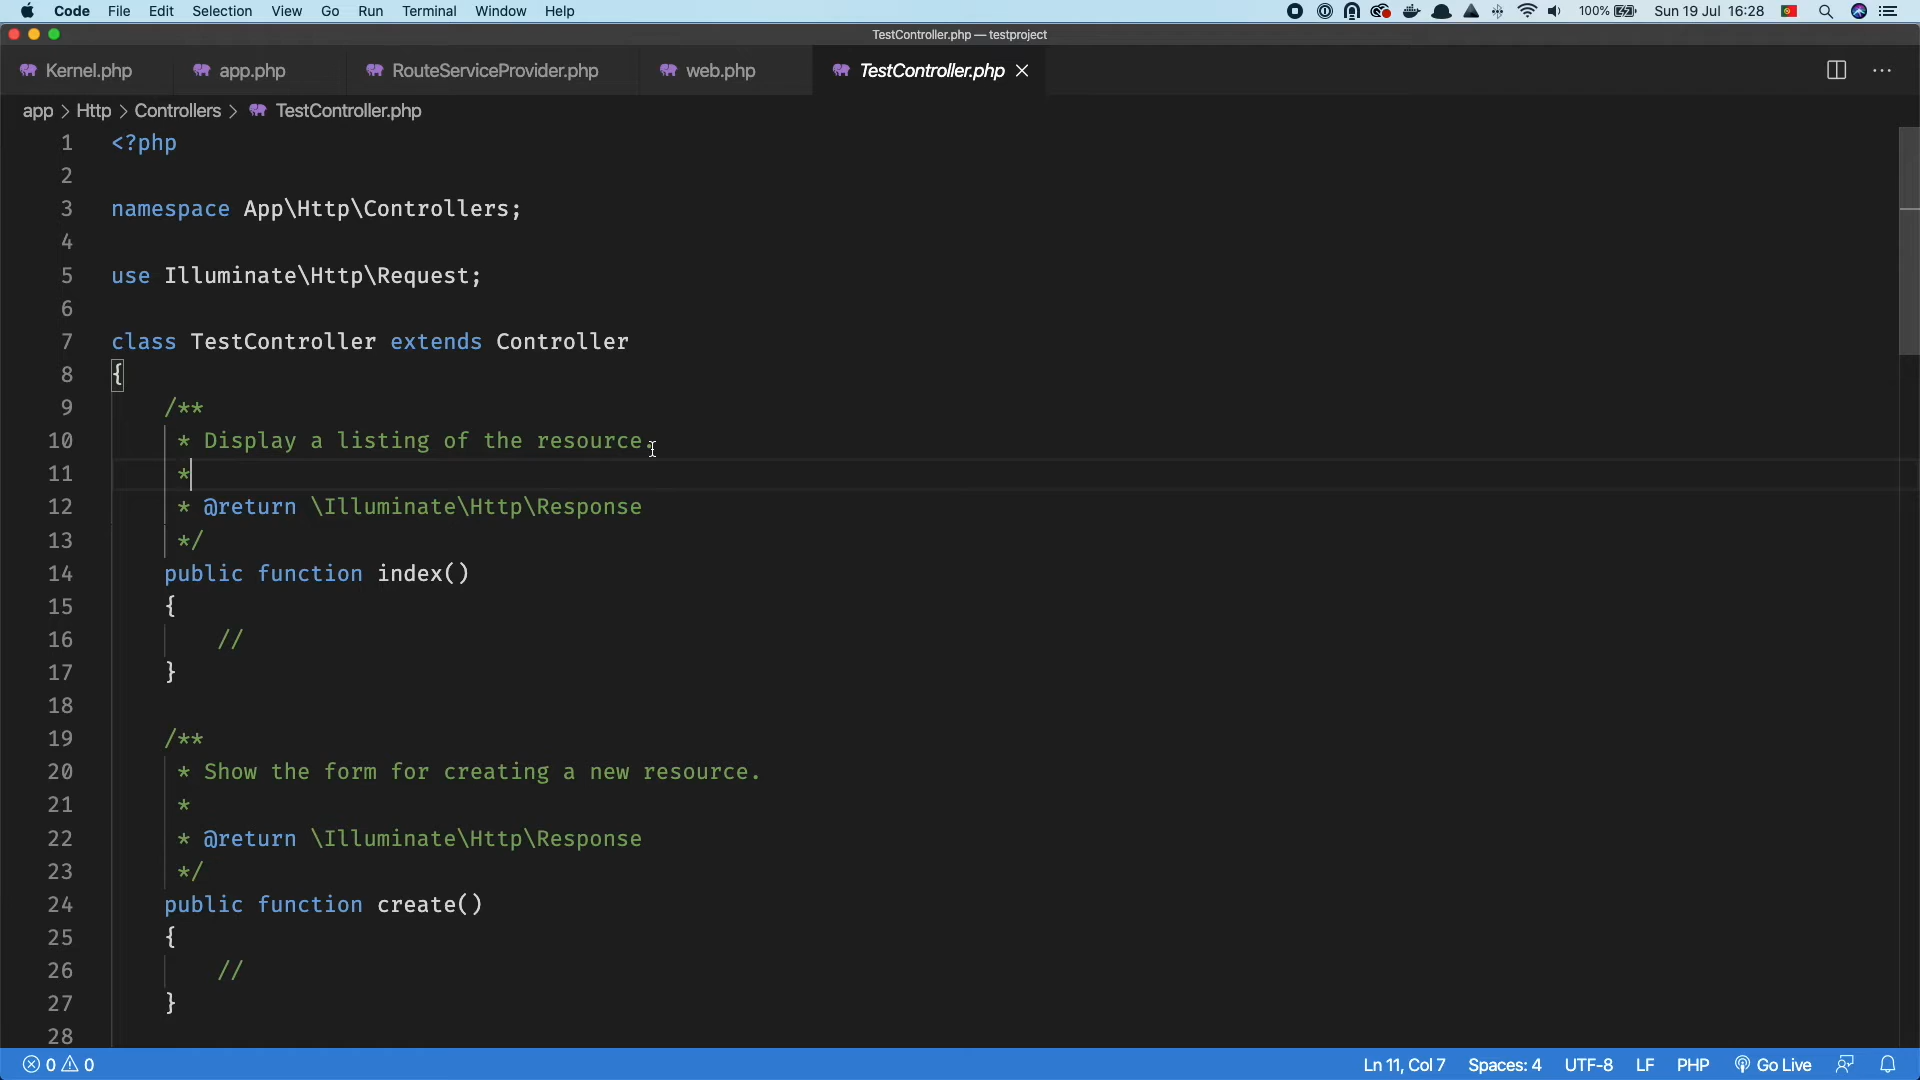 Code File Edit Selection View Go Run Terminal Window Help 100% Sun 19 Jul 16:28
TestController.php — testproject
Kernel.php app.php RouteServiceProvider.php web.php TestController.php
app > Http > Controllers > TestController.php
1 <?php
2
3 namespace App\Http\Controllers;
4
5 use Illuminate\Http\Request;
6
7 class TestController extends Controller
8 {
9 /**
10 * Display a listing of the resource.
11 *
12 * @return \Illuminate\Http\Response
13 */
14 public function index()
15 {
16 //
17 }
18
19 /**
20 * Show the form for creating a new resource.
21 *
22 * @return \Illuminate\Http\Response
23 */
24 public function create()
25 {
26 //
27 }
28
0 0 Ln 11, Col 7 Spaces: 4 UTF-8 LF PHP Go Live